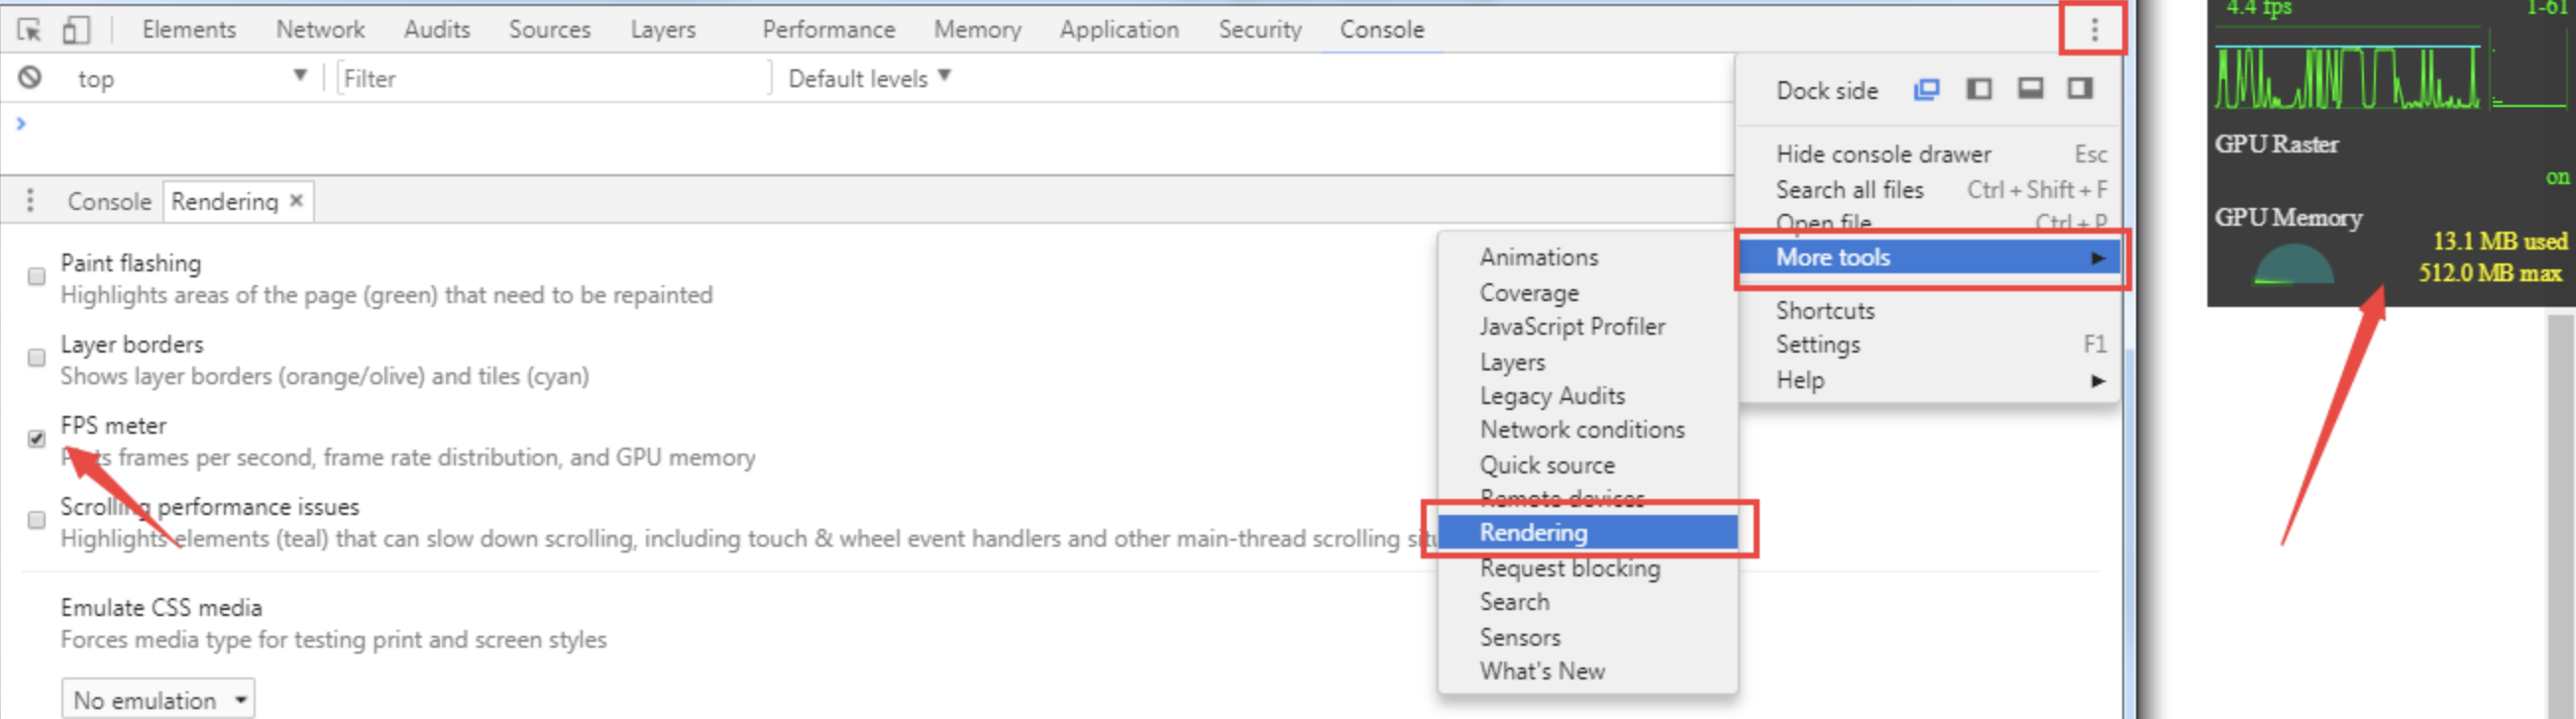 Elements Network Audits Sources Layers Performance Memory Application Security Console
top Filter Default levels
Console Rendering ×
Paint flashing
Highlights areas of the page (green) that need to be repainted
Layer borders
Shows layer borders (orange/olive) and tiles (cyan)
FPS meter
frames per second, frame rate distribution, and GPU memory
Scrolling performance issues
Highlights elements (teal) that can slow down scrolling, including touch & wheel event handlers and other main-thread scrolling
Emulate CSS media
Forces media type for testing print and screen styles
No emulation
Dock side
Hide console drawer Esc
Search all files Ctrl + Shift + F
Open file Ctrl + P
More tools
Shortcuts
Settings F1
Help
Animations
Coverage
JavaScript Profiler
Layers
Legacy Audits
Network conditions
Quick source
Remote devices
Rendering
Request blocking
Search
Sensors
What's New
4.4 fps 1-61
GPU Raster
on
GPU Memory
13.1 MB used
512.0 MB max